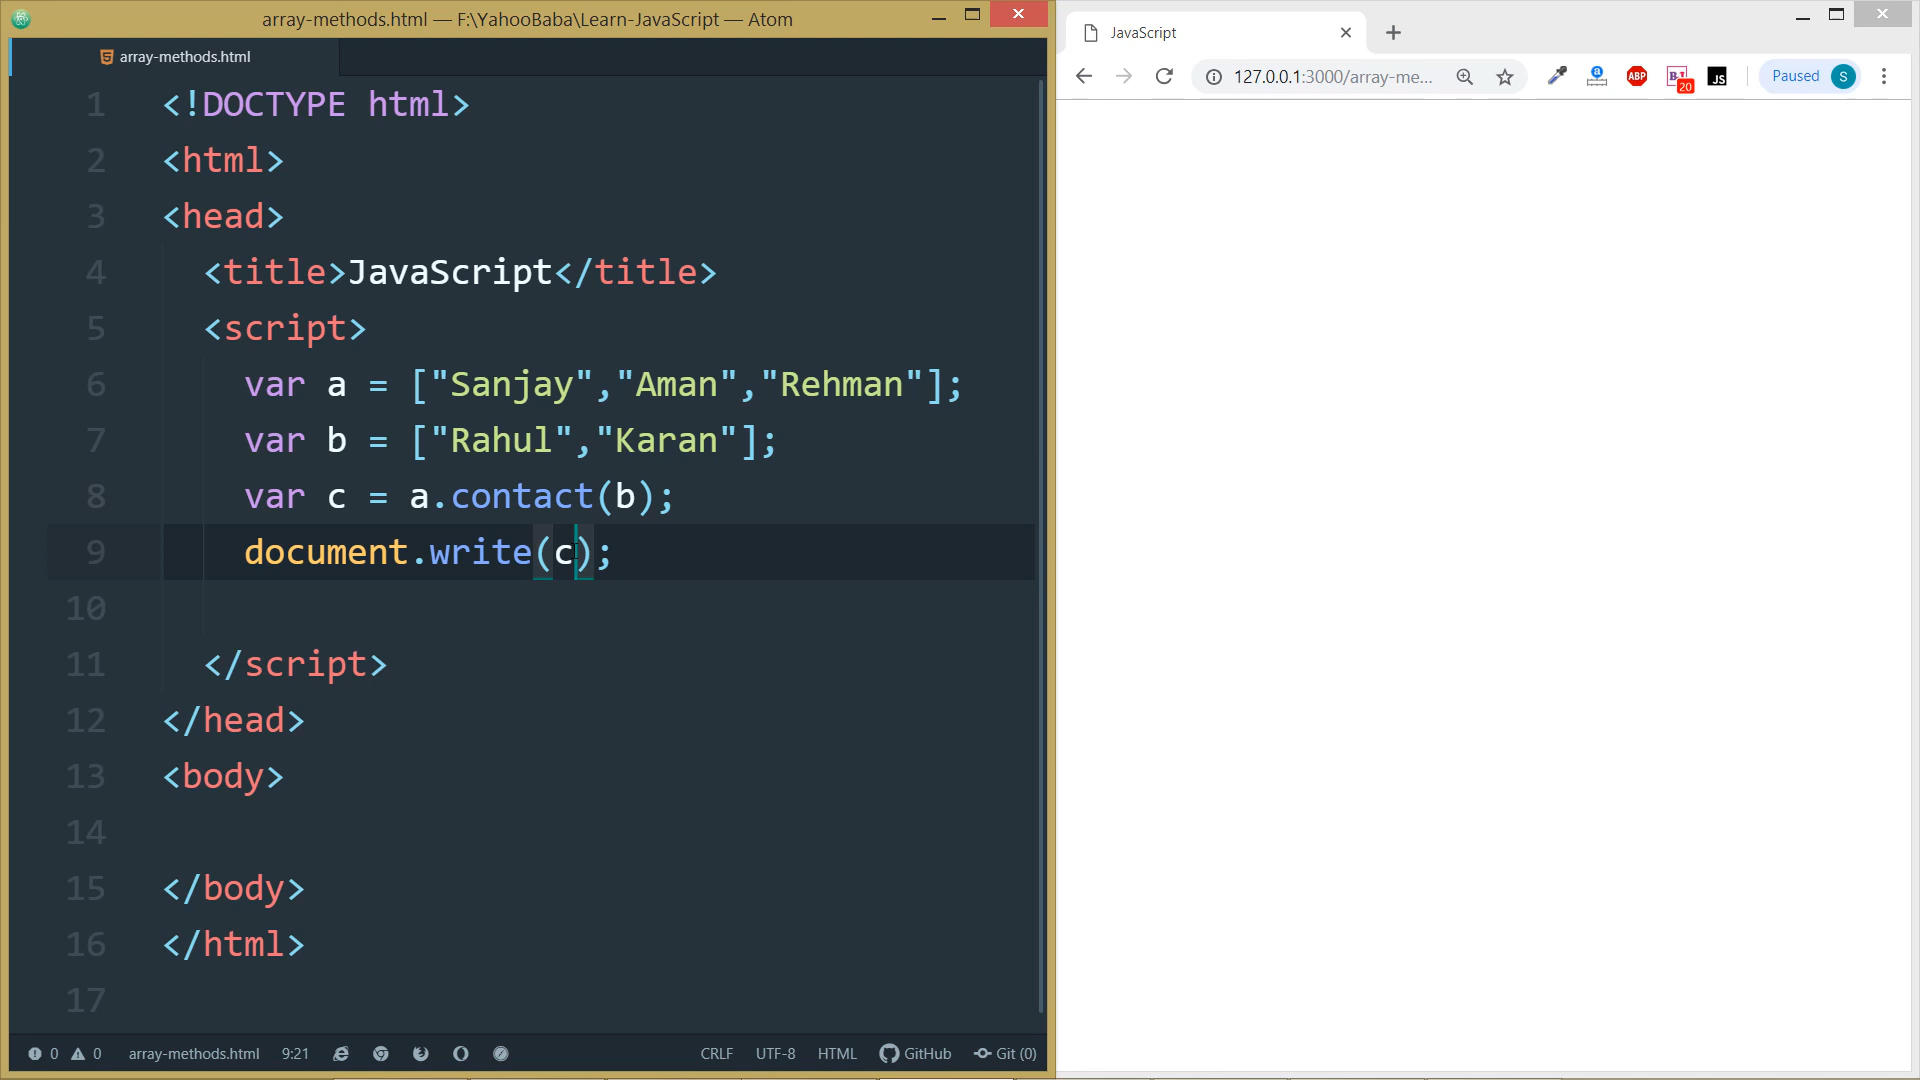 array-methods.html — F:\YahooBaba\Learn-JavaScript — Atom
array-methods.html
1 <!DOCTYPE html>
2 <html>
3 <head>
4 <title>JavaScript</title>
5 <script>
6 var a = ["Sanjay","Aman","Rehman"];
7 var b = ["Rahul","Karan"];
8 var c = a.contact(b);
9 document.write(c);
10
11 </script>
12 </head>
13 <body>
14
15 </body>
16 </html>
17
0 0 array-methods.html 9:21 CRLF UTF-8 HTML GitHub Git (0)
JavaScript
127.0.0.1:3000/array-me... a ABP 20 JS Paused S